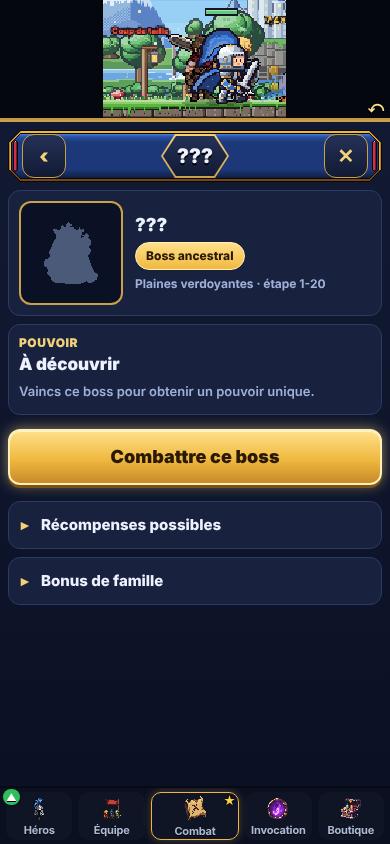 Coup de famille
???
???
Boss ancestral
Plaines verdoyantes · étape 1-20
POUVOIR
À découvrir
Vaincs ce boss pour obtenir un pouvoir unique.
Combattre ce boss
Récompenses possibles
Bonus de famille
Héros
Équipe
Combat
Invocation
Boutique